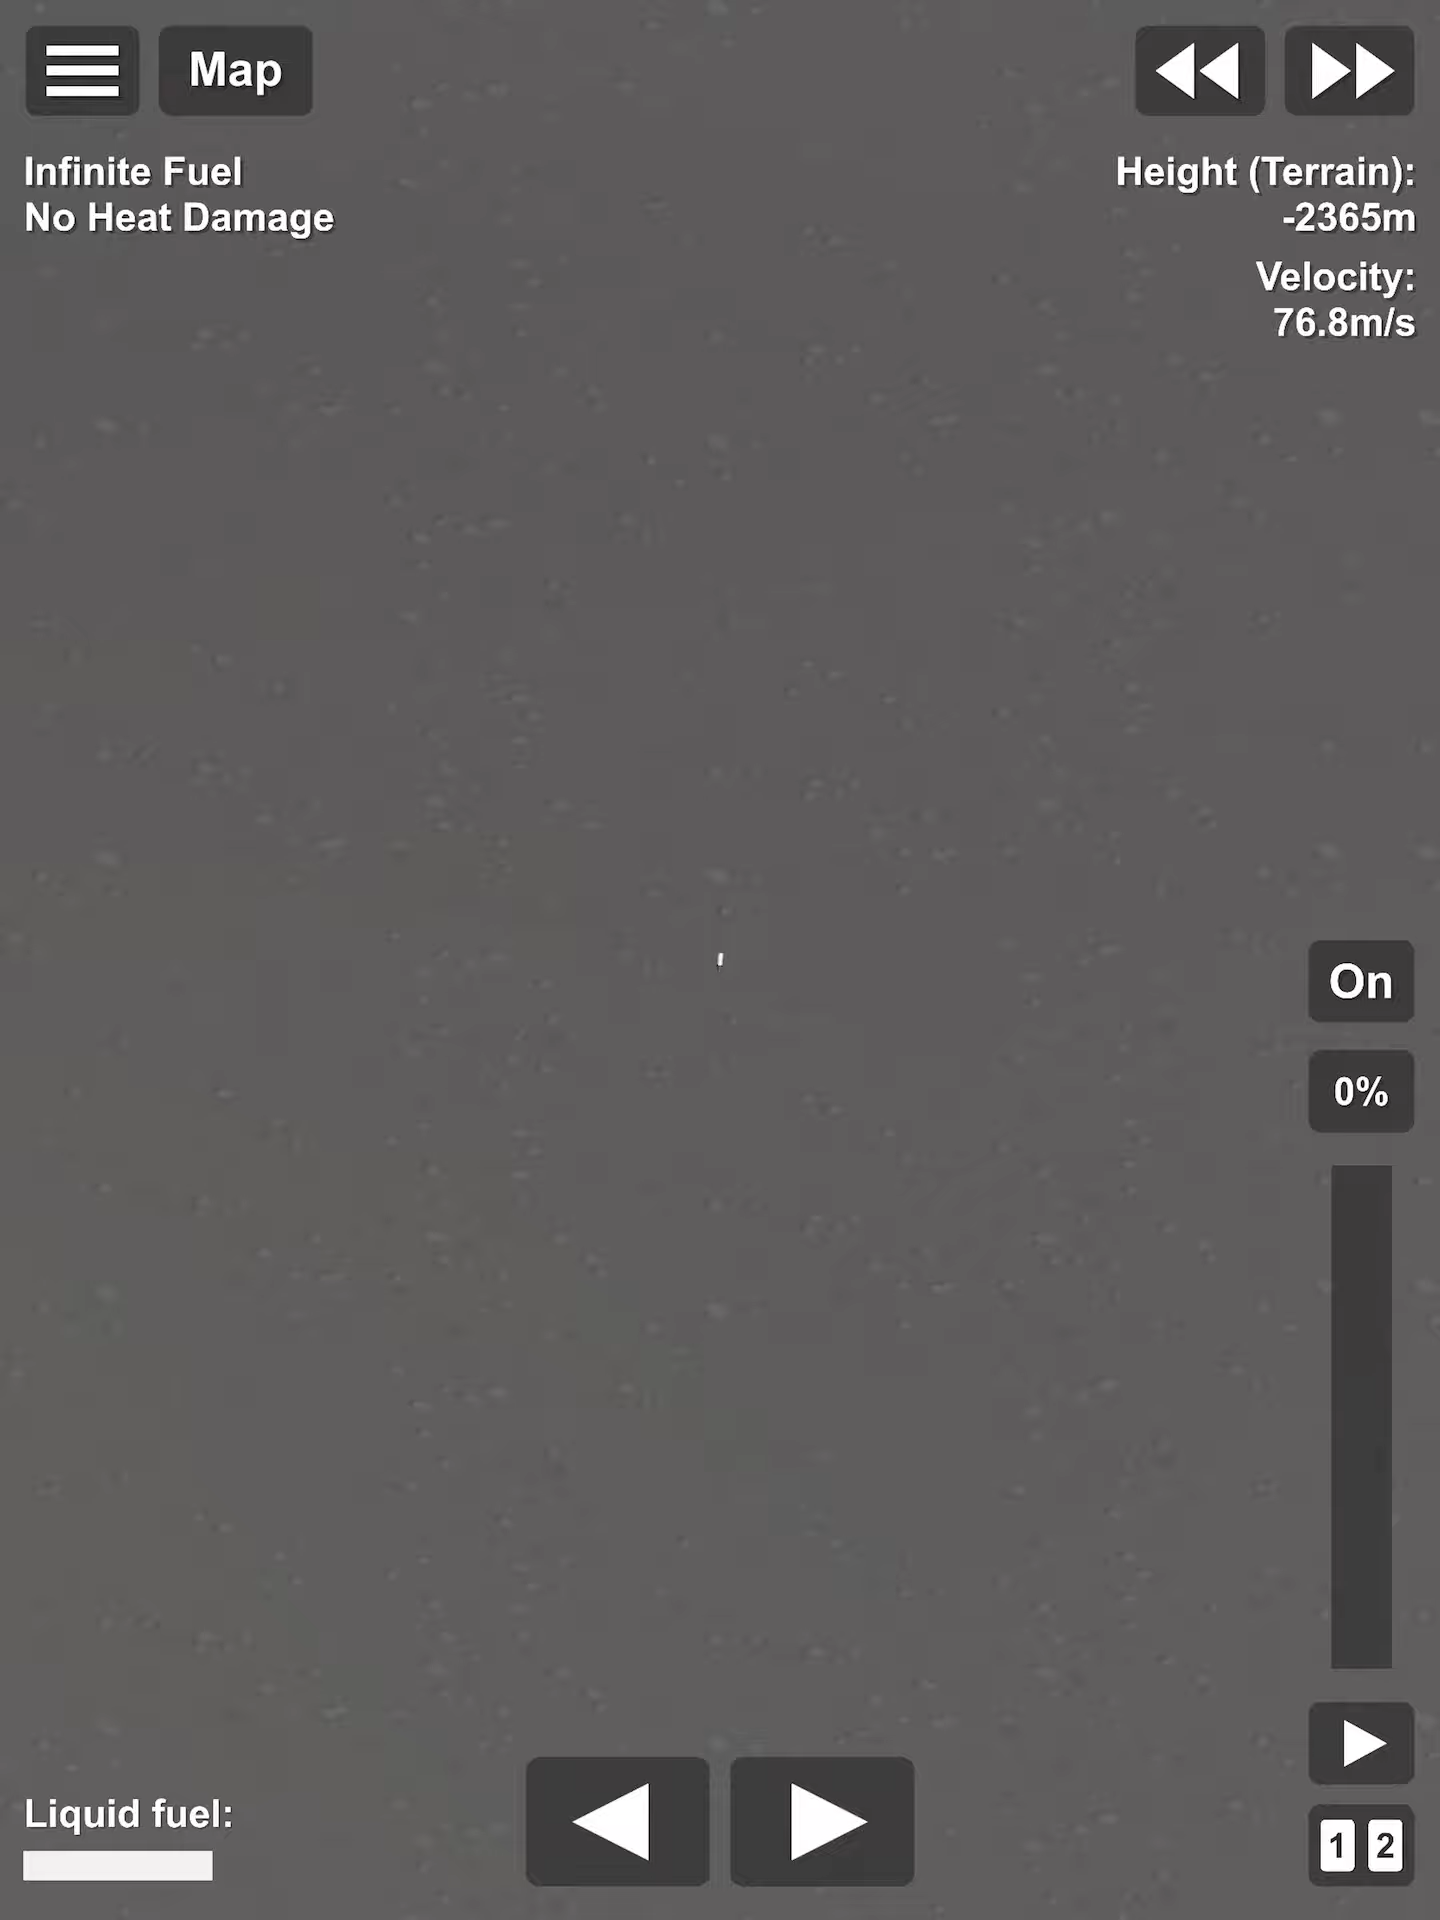 Map
Infinite Fuel
No Heat Damage
Height (Terrain):
-2365m
Velocity:
76.8m/s
On
0%
Liquid fuel:
1 2